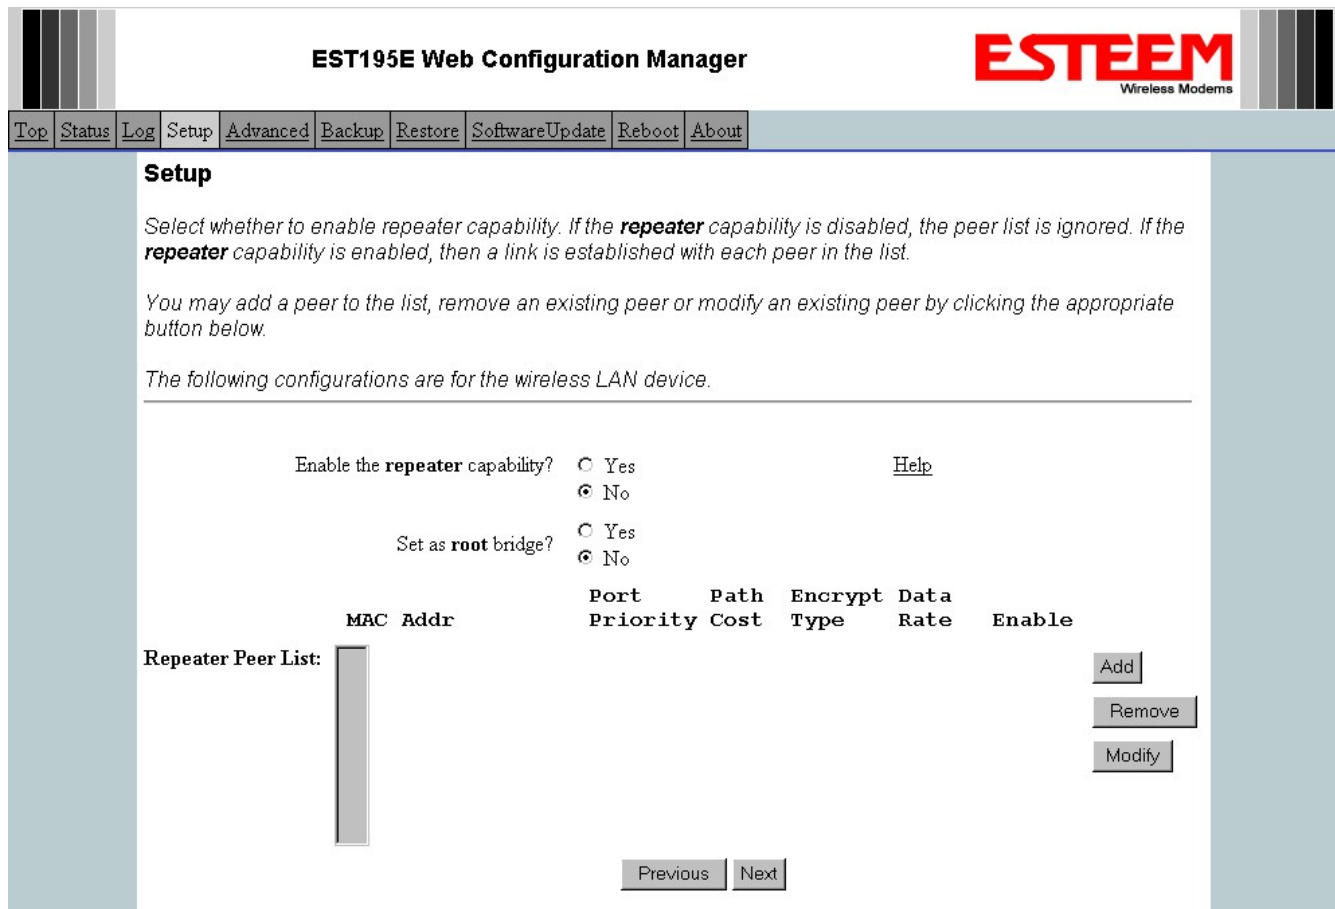 EST195E Web Configuration Manager
ESTEEM
Wireless Modems
Top Status Log Setup Advanced Backup Restore SoftwareUpdate Reboot About
Setup
Select whether to enable repeater capability. If the repeater capability is disabled, the peer list is ignored. If the
repeater capability is enabled, then a link is established with each peer in the list.
You may add a peer to the list, remove an existing peer or modify an existing peer by clicking the appropriate
button below.
The following configurations are for the wireless LAN device.
Enable the repeater capability? Yes Help
No
Set as root bridge? Yes
No
Port Path Encrypt Data
MAC Addr Priority Cost Type Rate Enable
Repeater Peer List:
Add
Remove
Modify
Previous Next